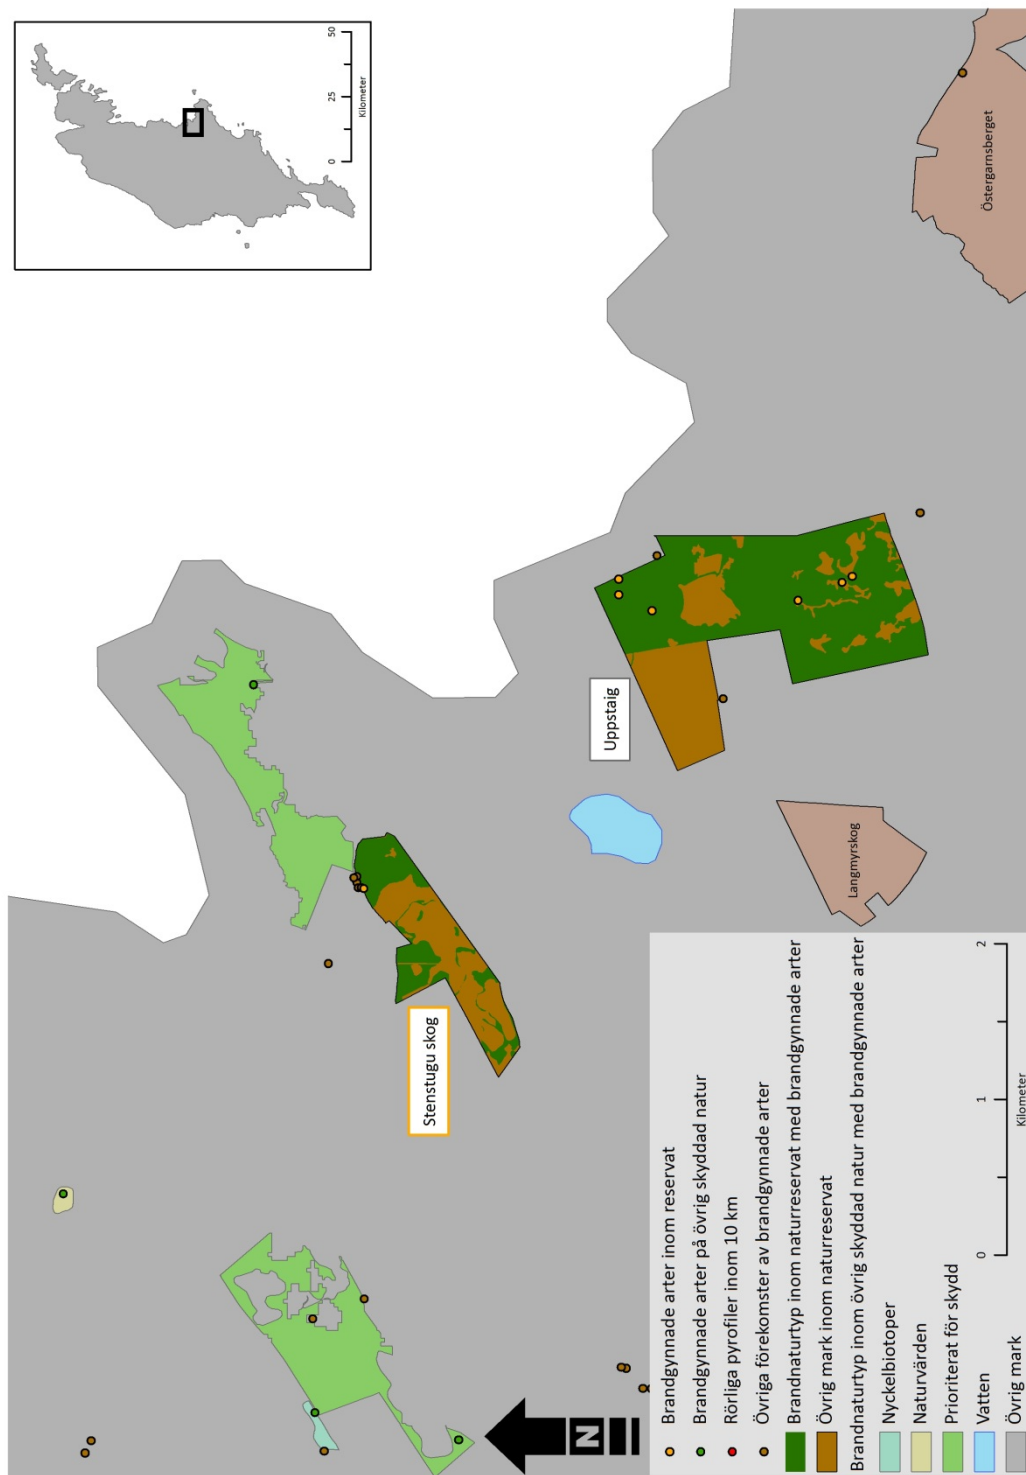 50
25
0
Kilometer
Östergarnsberget
Uppstaig
Langmyrskog
Stenstugu skog
N
Brandgynnade arter inom reservat
Brandgynnade arter på övrig skyddad natur
Rörliga pyrofiler inom 10 km
Övriga förekomster av brandgynnade arter
Brandnaturtyp inom naturreservat med brandgynnade arter
Övrig mark inom naturreservat
Brandnaturtyp inom övrig skyddad natur med brandgynnade arter
Nyckelbiotoper
Naturvärden
Prioriterat för skydd
Vatten
Övrig mark
0 1 2
Kilometer